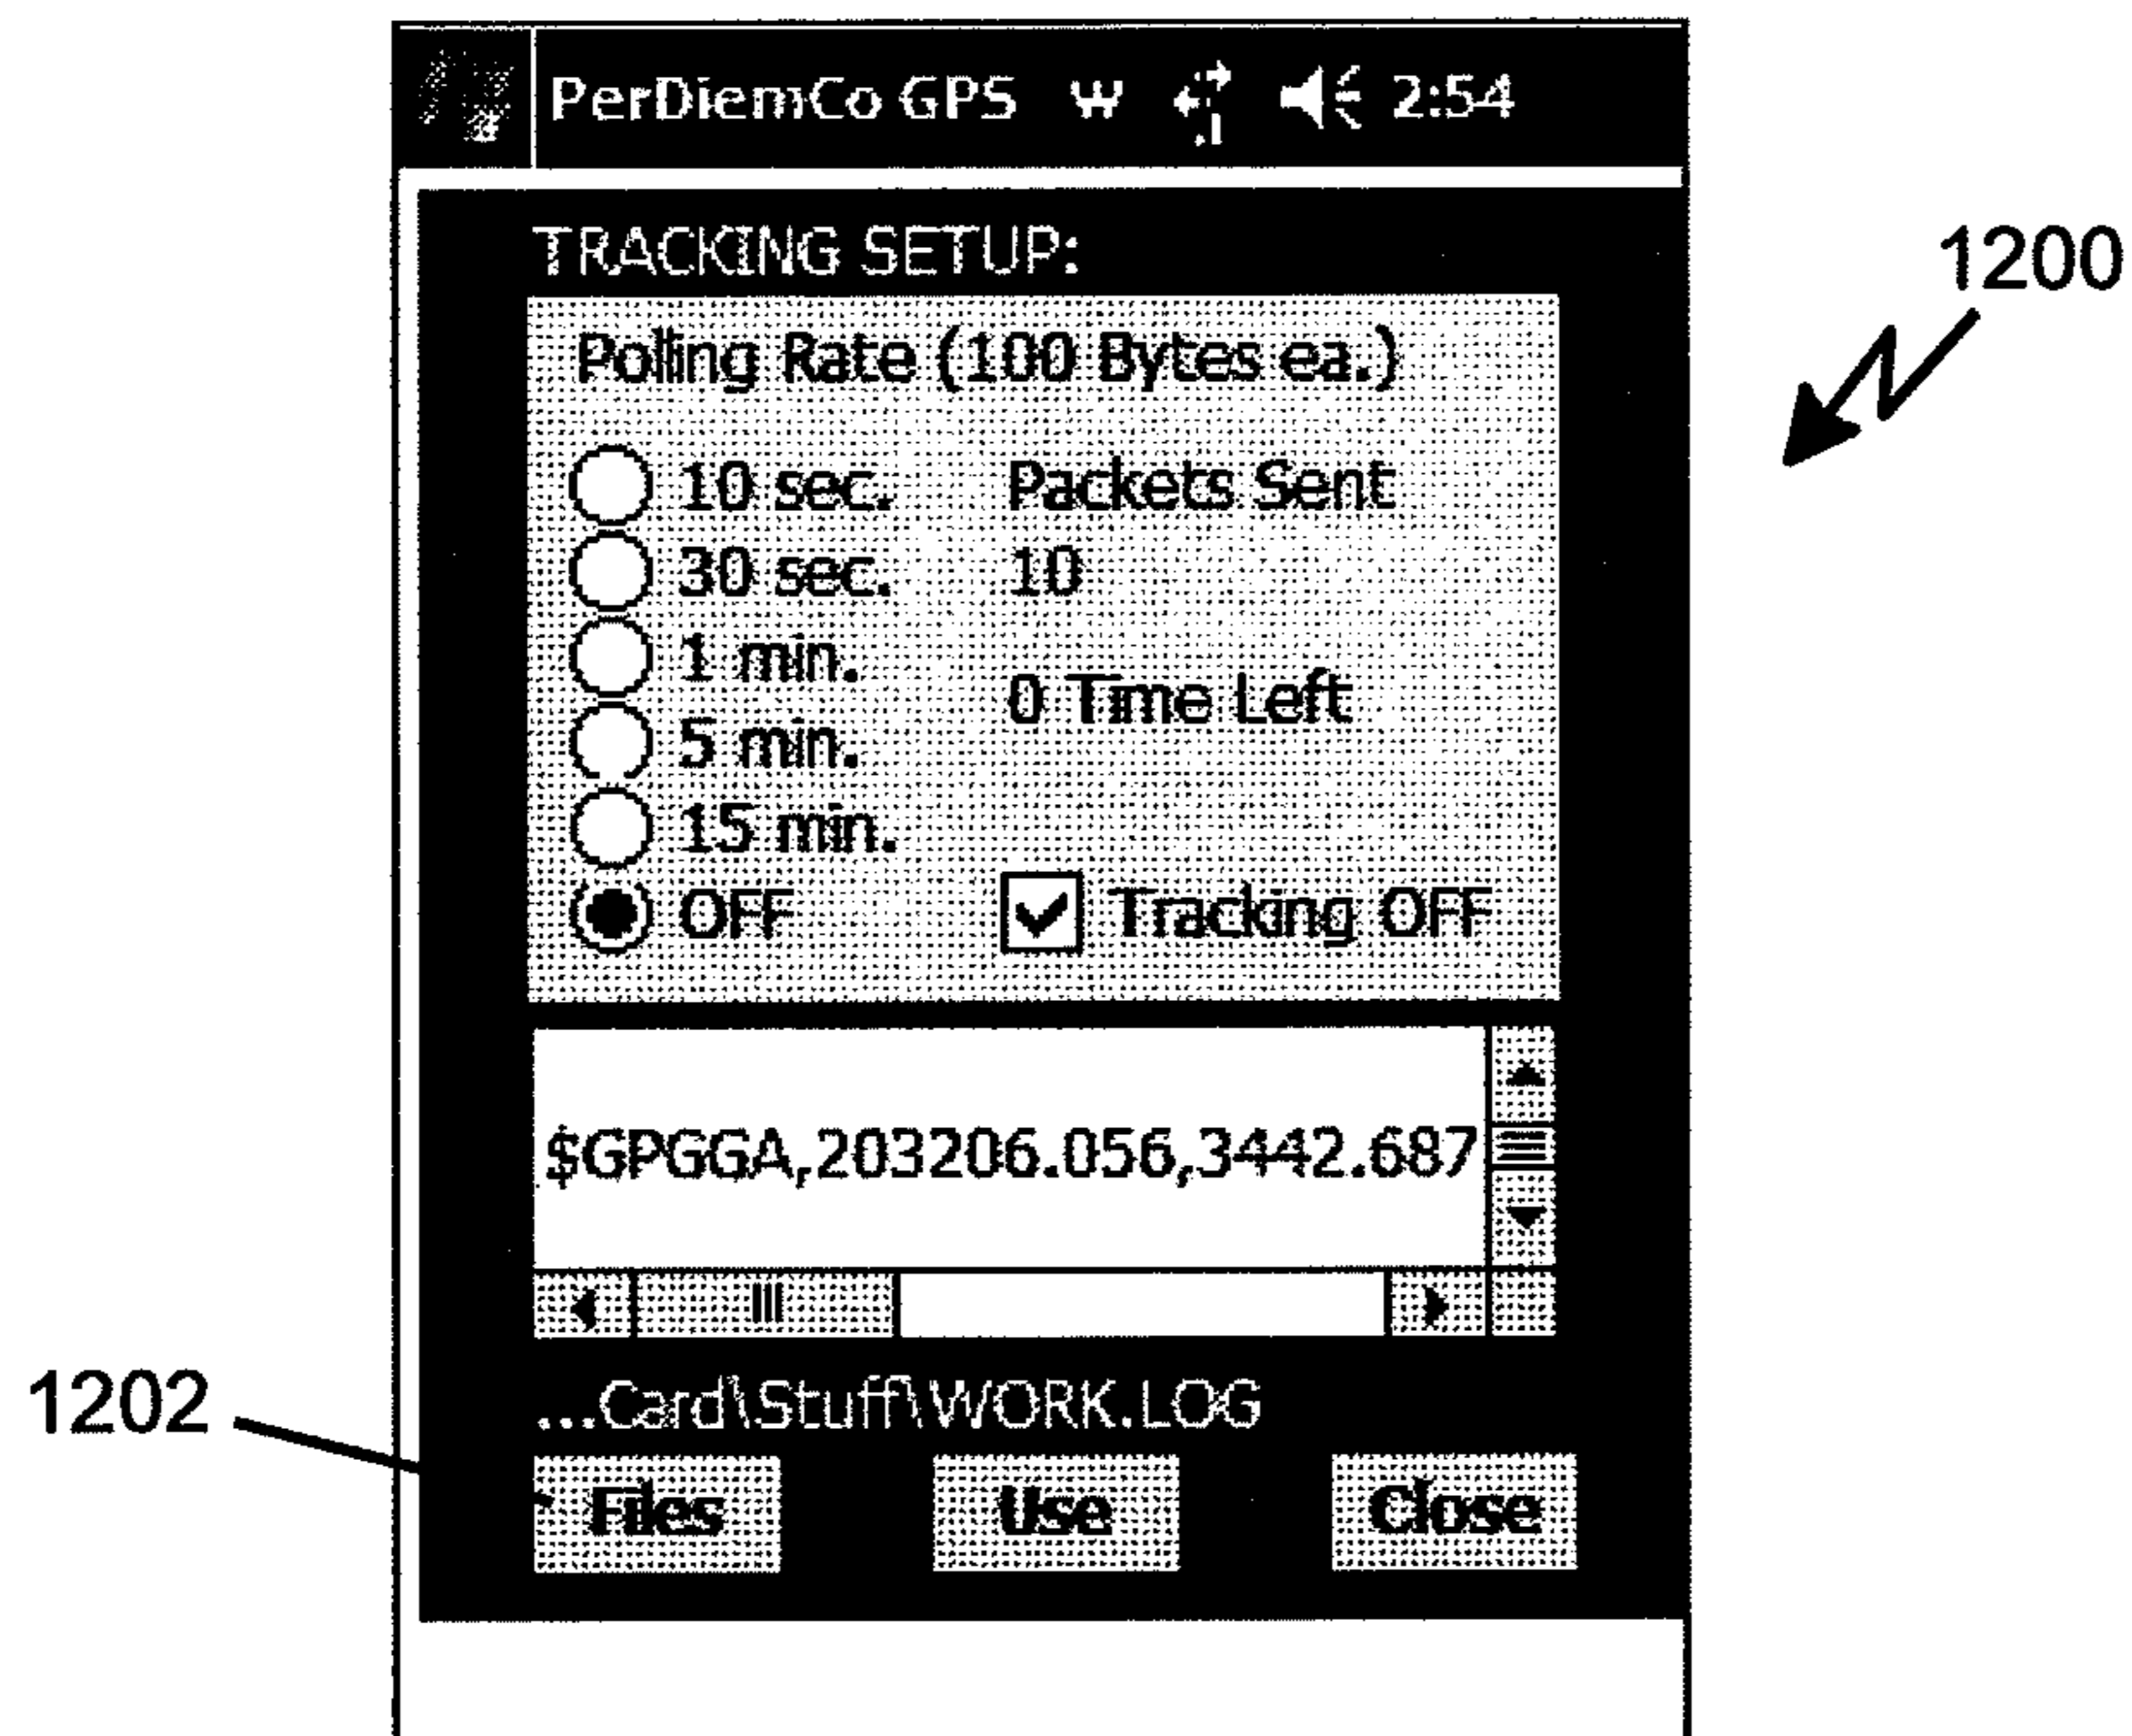 PerDiemCo GPS 2:54
TRACKING SETUP:
1200
Polling Rate (100 Bytes ea.)
10 sec. Packets Sent
30 sec. 10
1 min.
0 Time Left
5 min.
15 min.
OFF Tracking OFF
$GPGGA,203206.056,3442.687
...Card\Stuff\WORK.LOG
1202
Files Use Close